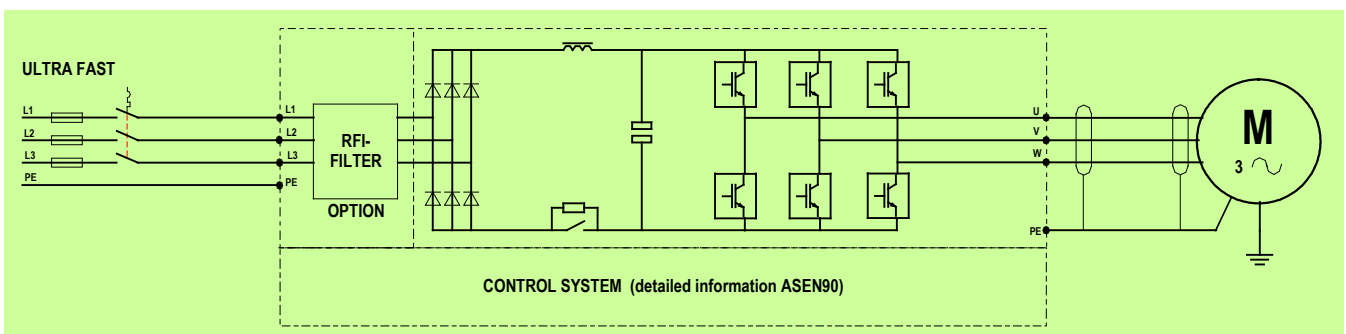 ULTRA FAST
L1
L2
L3
PE
L1
L2
L3
PE
RFI-
FILTER
OPTION
U
V
W
PE
M
3
CONTROL SYSTEM (detailed information ASEN90)